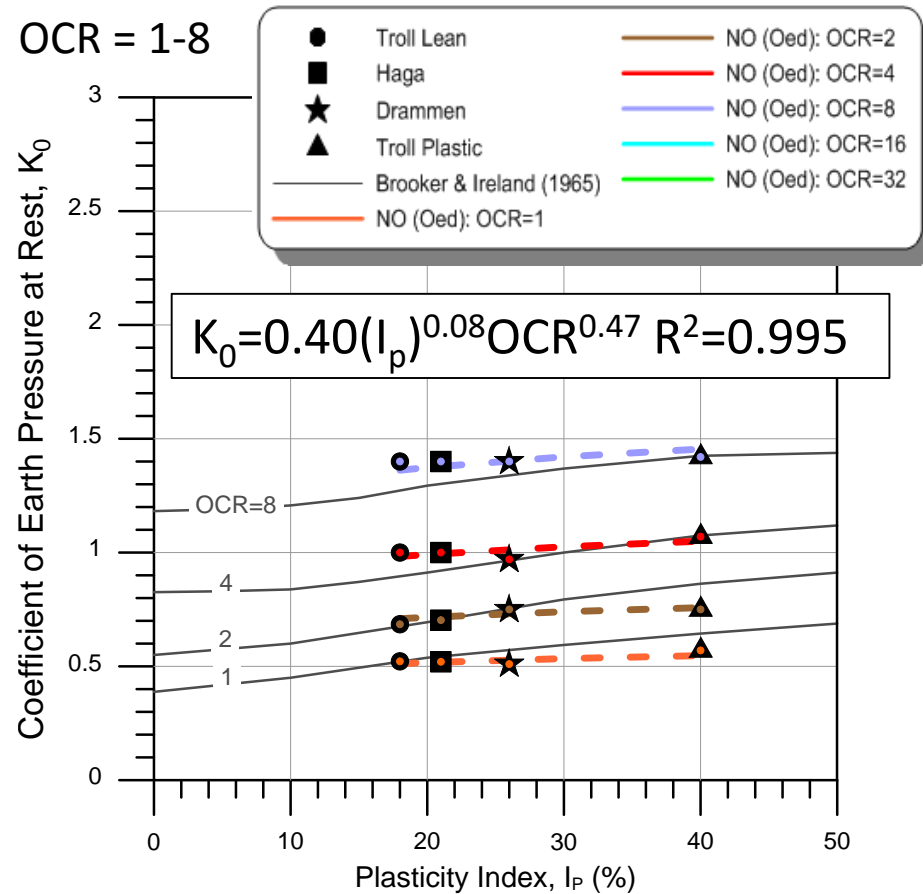 OCR = 1-8
Troll Lean
Haga
Drammen
Troll Plastic
Brooker & Ireland (1965)
NO (Oed): OCR=1
NO (Oed): OCR=2
NO (Oed): OCR=4
NO (Oed): OCR=8
NO (Oed): OCR=16
NO (Oed): OCR=32
K₀=0.40(Iₚ)^0.08OCR^0.47 R²=0.995
Coefficient of Earth Pressure at Rest, K₀
3
2.5
2
1.5
1
0.5
0
OCR=8
4
2
1
0 10 20 30 40 50
Plasticity Index, I_P (%)